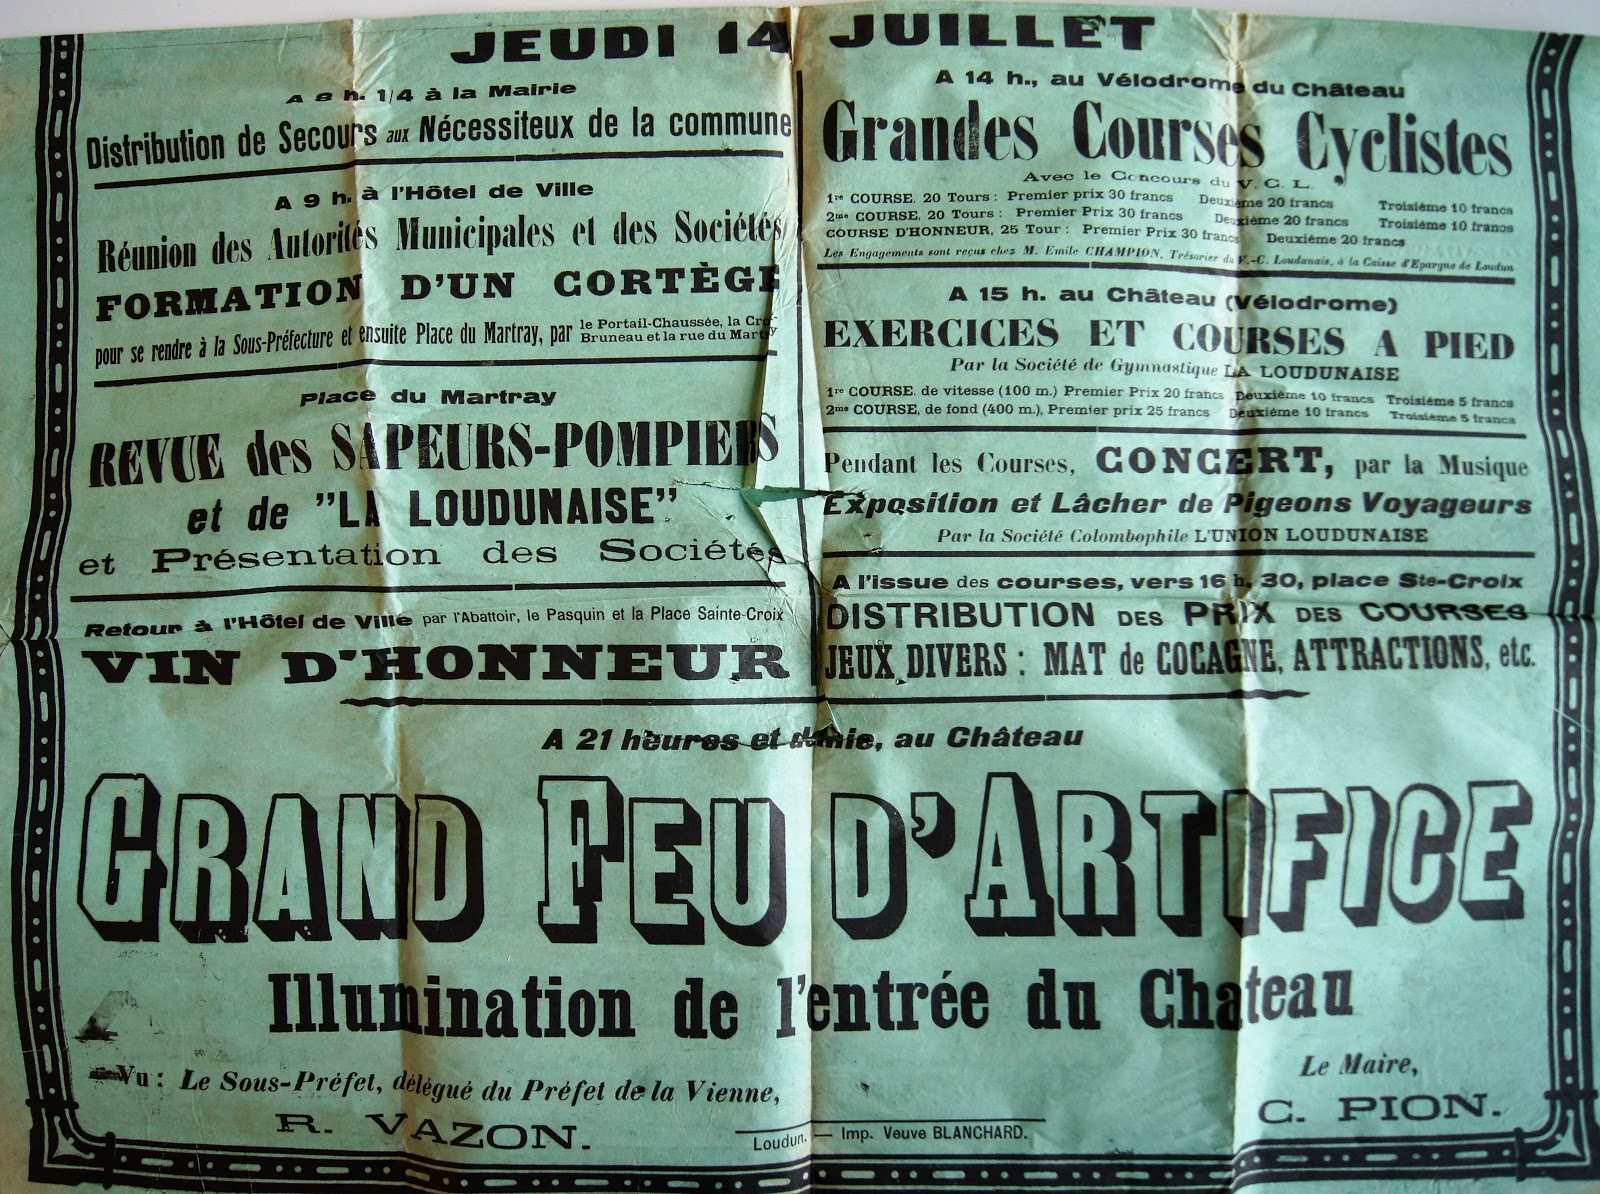 JEUDI 14 JUILLET
A 8 h. 1/4 à la Mairie
Distribution de Secours aux Nécessiteux de la commune
A 9 h. à l'Hôtel de Ville
Réunion des Autorités Municipales et des Sociétés
FORMATION D'UN CORTÈGE
pour se rendre à la Sous-Préfecture et ensuite Place du Martray, par le Portail-Chaussée, la
Bruneau et la rue du Martray
Place du Martray
REVUE des SAPEURS-POMPIERS
et de "LA LOUDUNAISE"
et Présentation des Sociétés
Retour à l'Hôtel de Ville par l'Abattoir, le Pasquin et la Place Sainte-Croix
VIN D'HONNEUR
A 14 h., au Vélodrome du Château
Grandes Courses Cyclistes
Avec le Concours du V. C. L.
1re COURSE. 20 Tours : Premier prix 30 francs Deuxième 20 francs Troisième 10 francs
2me COURSE. 20 Tours : Premier Prix 30 francs Deuxième 20 francs Troisième 10 francs
COURSE D'HONNEUR, 25 Tour : Premier Prix 30 francs Deuxième 20 francs
Les Engagements sont reçus chez M. Emile CHAMPION, Trésorier du V.-C. Loudunais, à la Caisse d'Epargne de Loudun
A 15 h. au Château (Vélodrome)
EXERCICES ET COURSES A PIED
Par la Société de Gymnastique LA LOUDUNAISE
1re COURSE. de vitesse (100 m.) Premier Prix 20 francs Deuxième 10 francs Troisième 5 francs
2me COURSE, de fond (400 m.), Premier prix 25 francs Deuxième 10 francs Troisième 5 francs
Pendant les Courses, CONCERT, par la Musique
Exposition et Lâcher de Pigeons Voyageurs
Par la Société Colombophile L'UNION LOUDUNAISE
A l'issue des courses, vers 16 h. 30, place Ste-Croix
DISTRIBUTION DES PRIX DES COURSES
JEUX DIVERS : MAT de COCAGNE, ATTRACTIONS, etc.
A 21 heures et demie, au Château
GRAND FEU D'ARTIFICE
Illumination de l'entrée du Chateau
Vu : Le Sous-Préfet, délégué du Préfet de la Vienne,
R. VAZON.
Le Maire,
C. PION.
Loudun. — Imp. Veuve BLANCHARD.